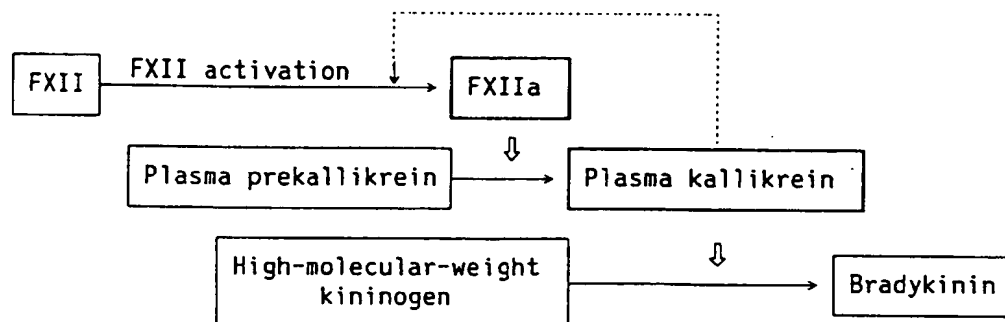 FXII activation
FXII
FXIIa
Plasma prekallikrein
Plasma kallikrein
High-molecular-weight
kininogen
Bradykinin